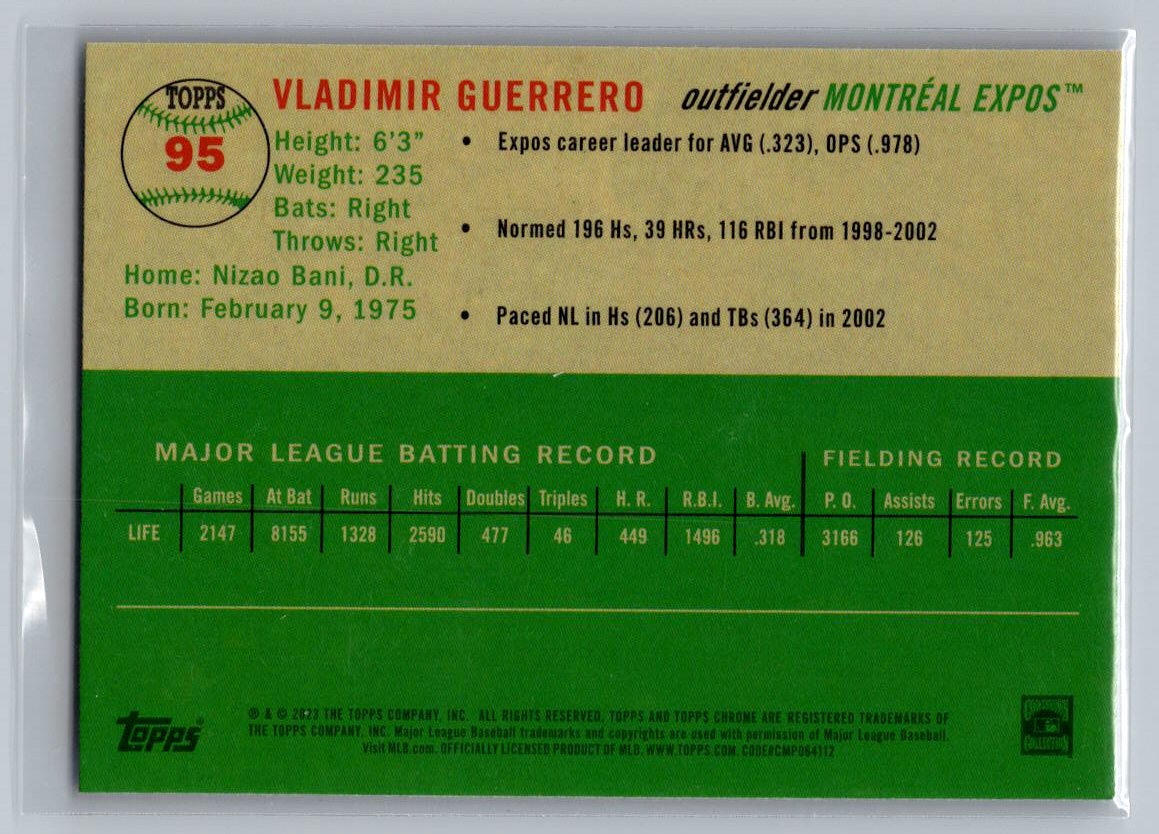 TOPPS
95
VLADIMIR GUERRERO outfielder MONTRÉAL EXPOS™
Height: 6'3"
Weight: 235
Bats: Right
Throws: Right
Home: Nizao Bani, D.R.
Born: February 9, 1975
• Expos career leader for AVG (.323), OPS (.978)
• Normed 196 Hs, 39 HRs, 116 RBI from 1998-2002
• Paced NL in Hs (206) and TBs (364) in 2002
MAJOR LEAGUE BATTING RECORD FIELDING RECORD
Games At Bat Runs Hits Doubles Triples H. R. R.B.I. B. Avg. P. O. Assists Errors F. Avg.
LIFE 2147 8155 1328 2590 477 46 449 1496 .318 3166 126 125 .963
Topps®
® & © 2023 THE TOPPS COMPANY, INC. ALL RIGHTS RESERVED. TOPPS AND TOPPS CHROME ARE REGISTERED TRADEMARKS OF
THE TOPPS COMPANY, INC. Major League Baseball trademarks and copyrights are used with permission of Major League Baseball.
Visit MLB.com. OFFICIALLY LICENSED PRODUCT OF MLB. WWW.TOPPS.COM. CODE#CMP064112
COOPERSTOWN
COLLECTION